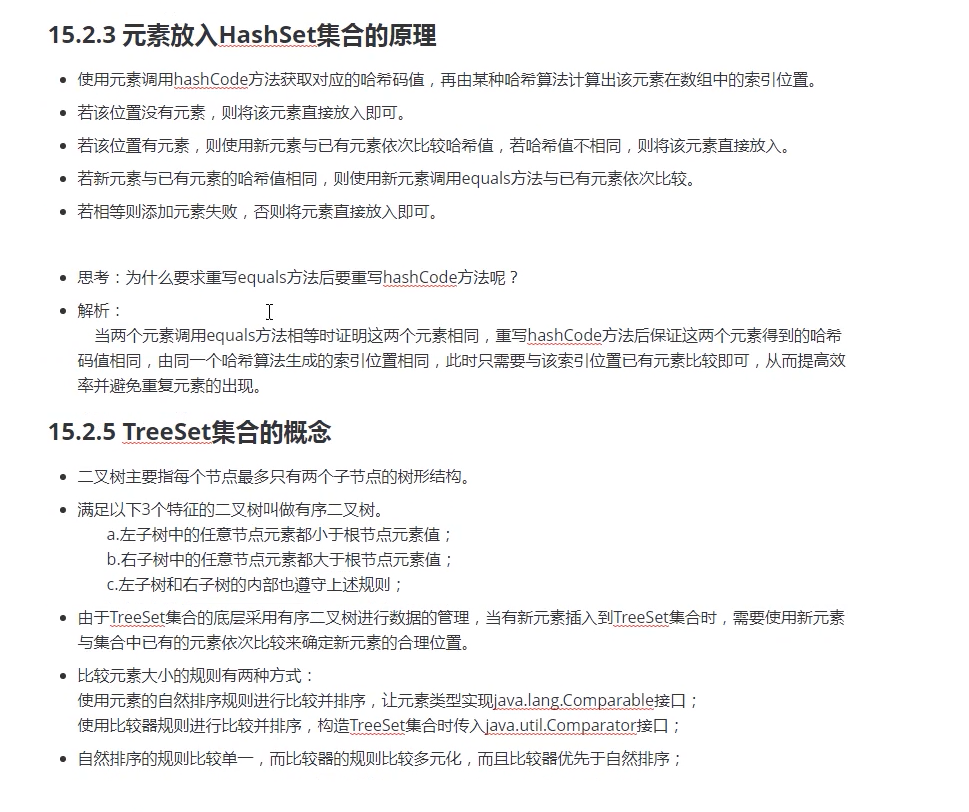 15.2.3 元素放入HashSet集合的原理
使用元素调用hashCode方法获取对应的哈希码值，再由某种哈希算法计算出该元素在数组中的索引位置。
若该位置没有元素，则将该元素直接放入即可。
若该位置有元素，则使用新元素与已有元素依次比较哈希值，若哈希值不相同，则将该元素直接放入。
若新元素与已有元素的哈希值相同，则使用新元素调用equals方法与已有元素依次比较。
若相等则添加元素失败，否则将元素直接放入即可。
思考：为什么要求重写equals方法后要重写hashCode方法呢？
解析：
当两个元素调用equals方法相等时证明这两个元素相同，重写hashCode方法后保证这两个元素得到的哈希
码值相同，由同一个哈希算法生成的索引位置相同，此时只需要与该索引位置已有元素比较即可，从而提高效
率并避免重复元素的出现。
15.2.5 TreeSet集合的概念
二叉树主要指每个节点最多只有两个子节点的树形结构。
满足以下3个特征的二叉树叫做有序二叉树。
a.左子树中的任意节点元素都小于根节点元素值；
b.右子树中的任意节点元素都大于根节点元素值；
c.左子树和右子树的内部也遵守上述规则；
由于TreeSet集合的底层采用有序二叉树进行数据的管理，当有新元素插入到TreeSet集合时，需要使用新元素
与集合中已有的元素依次比较来确定新元素的合理位置。
比较元素大小的规则有两种方式：
使用元素的自然排序规则进行比较并排序，让元素类型实现java.lang.Comparable接口；
使用比较器规则进行比较并排序，构造TreeSet集合时传入java.util.Comparator接口；
自然排序的规则比较单一，而比较器的规则比较多元化，而且比较器优先于自然排序；